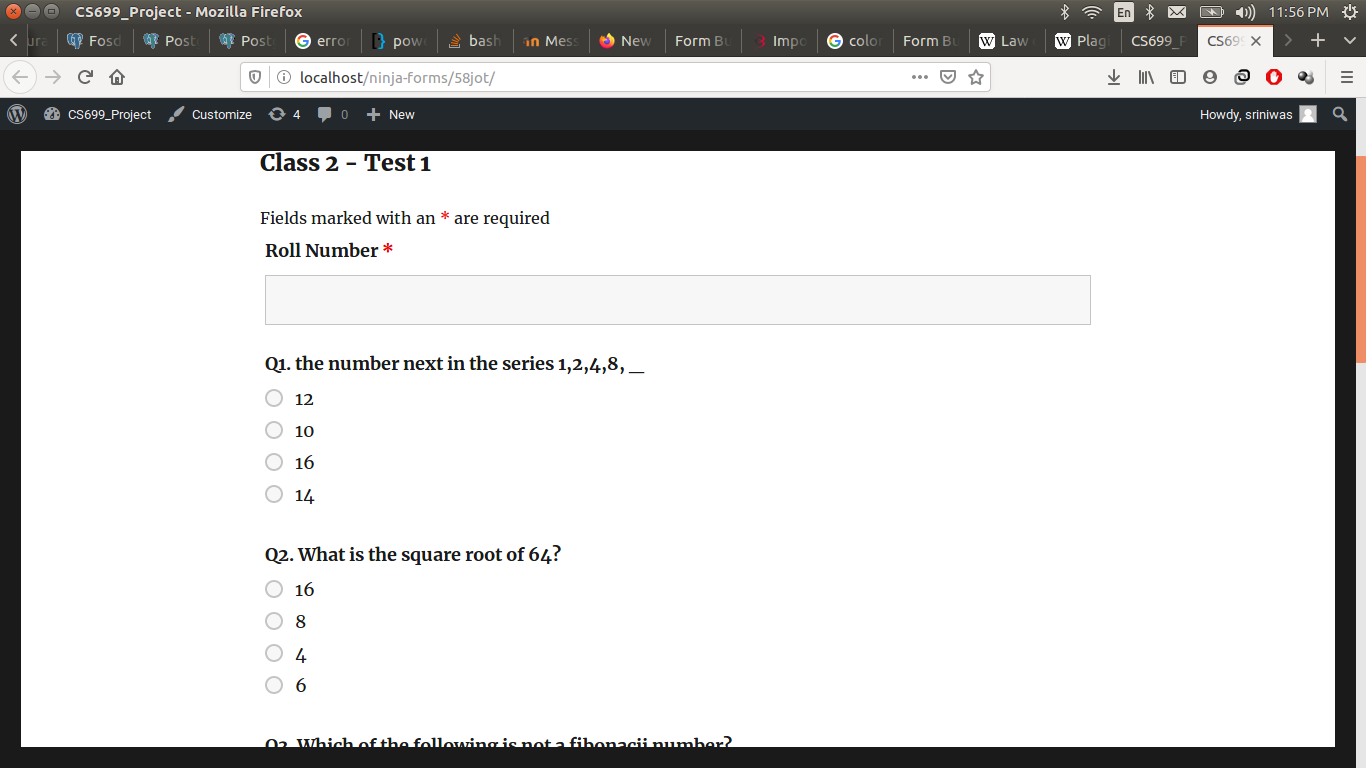 CS699_Project - Mozilla Firefox
En
11:56 PM
Fosd
Post
Post
erro
pow
bash
Mess
New
Form Bu
Impo
color
Form Bu
Law
Plagi
CS699_P
CS699
localhost/ninja-forms/58jot/
CS699_Project
Customize
4
0
New
Howdy, sriniwas
Class 2 - Test 1
Fields marked with an * are required
Roll Number *
Q1. the number next in the series 1,2,4,8, __
12
10
16
14
Q2. What is the square root of 64?
16
8
4
6
Q3. Which of the following is not a fibonacii number?